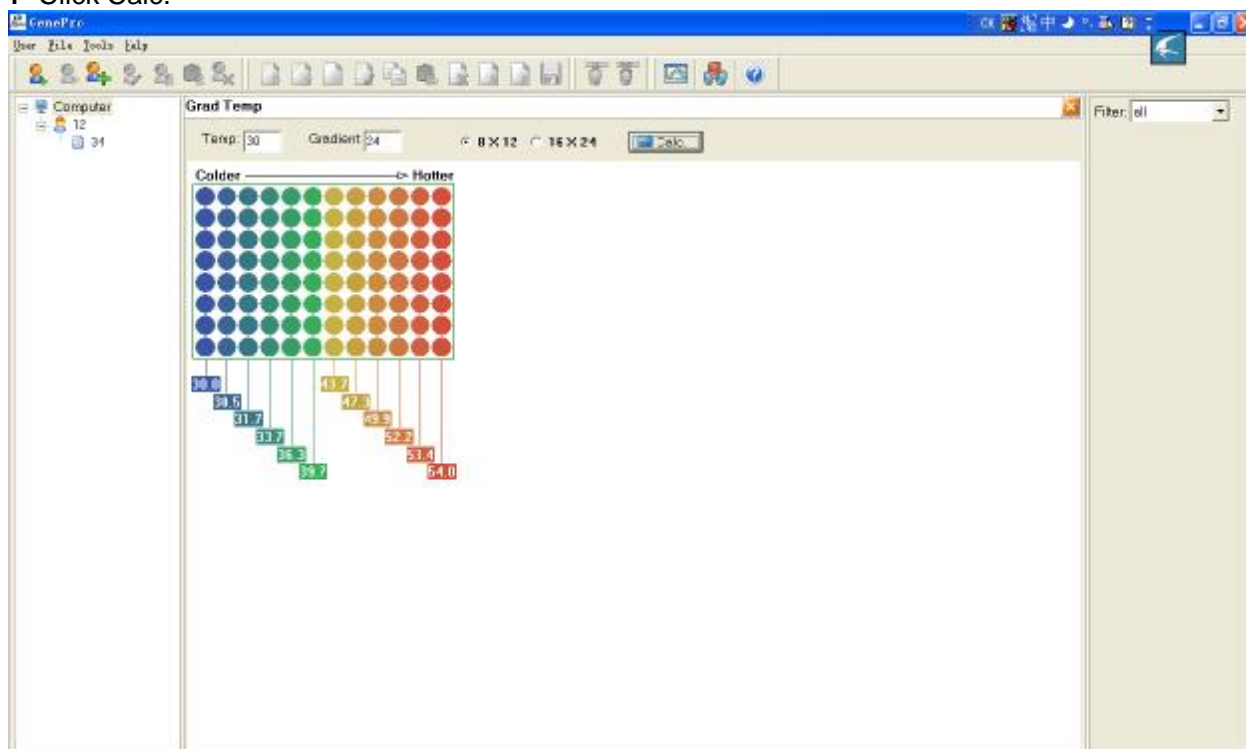 Click Calc.
GenePro
CK 中
User File Tools Help
Computer
12
34
Grad Temp
Temp: 30 Gradient 24 8 X 12 16 X 24 Calc
Filter: all
Colder Hotter
30.0 43.7
30.5 47.3
31.7 49.9
33.7 52.2
36.3 53.4
39.7 54.0